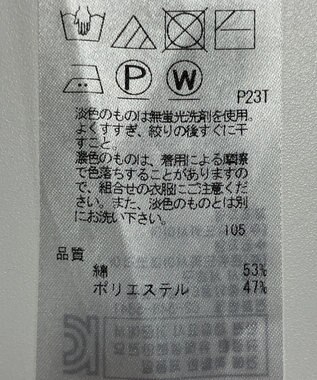 P
W
P23T
淡色のものは無蛍光洗剤を使用。
よくすすぎ、絞りの後すぐに干
すこと。
濃色のものは、着用による摩擦
で色落ちすることがありますの
で、組合せの衣服にご注意くだ
さい。また、淡色のものとは別
にお洗い下さい。
105
品質
綿 53%
ポリエステル 47%